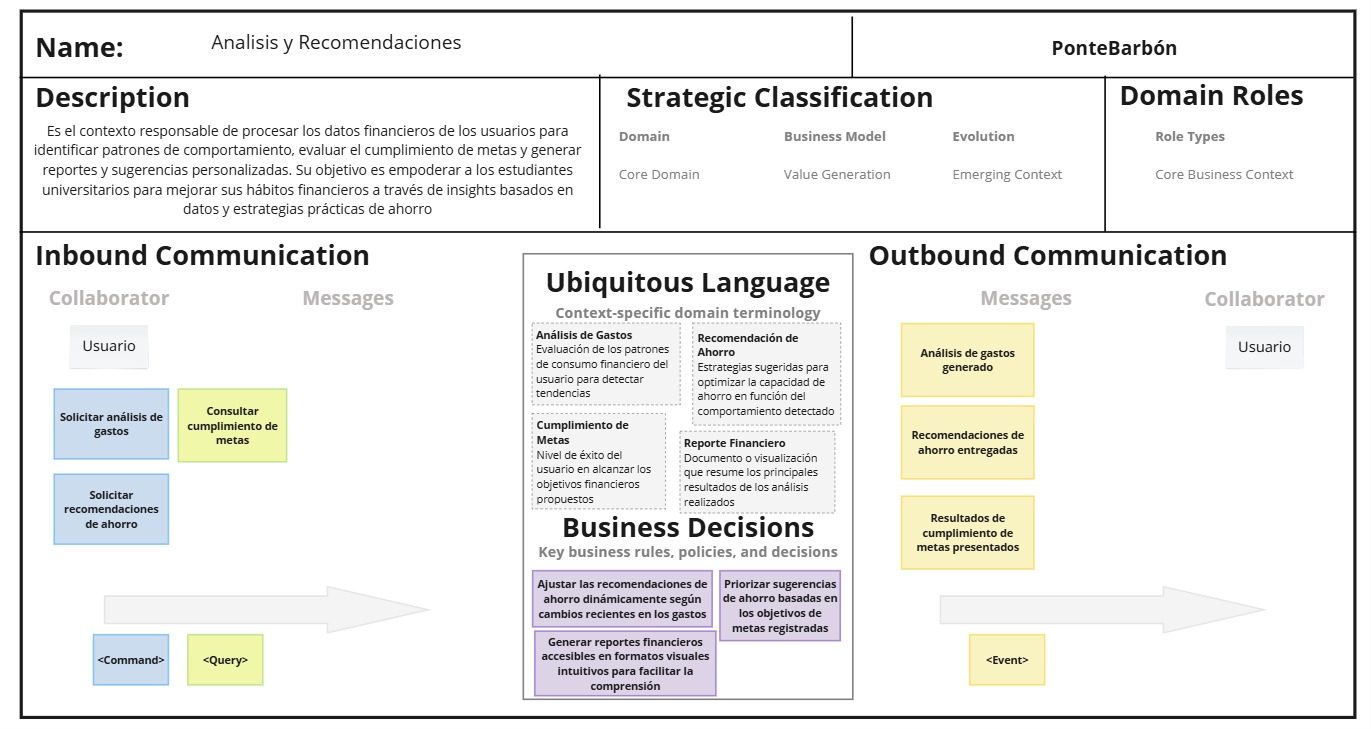 Name:
Analisis y Recomendaciones
PonteBarbón
Description
Es el contexto responsable de procesar los datos financieros de los usuarios para
identificar patrones de comportamiento, evaluar el cumplimiento de metas y generar
reportes y sugerencias personalizadas. Su objetivo es empoderar a los estudiantes
universitarios para mejorar sus hábitos financieros a través de insights basados en
datos y estrategias prácticas de ahorro
Strategic Classification
Domain
Business Model
Evolution
Core Domain
Value Generation
Emerging Context
Domain Roles
Role Types
Core Business Context
Inbound Communication
Collaborator
Messages
Usuario
Solicitar análisis de
gastos
Consultar
cumplimiento de
metas
Solicitar
recomendaciones
de ahorro
<Command>
<Query>
Ubiquitous Language
Context-specific domain terminology
Análisis de Gastos
Evaluación de los patrones
de consumo financiero del
usuario para detectar
tendencias
Recomendación de
Ahorro
Estrategias sugeridas para
optimizar la capacidad de
ahorro en función del
comportamiento detectado
Cumplimiento de
Metas
Nivel de éxito del
usuario en alcanzar los
objetivos financieros
propuestos
Reporte Financiero
Documento o visualización
que resume los principales
resultados de los análisis
realizados
Business Decisions
Key business rules, policies, and decisions
Ajustar las recomendaciones de
ahorro dinámicamente según
cambios recientes en los gastos
Priorizar sugerencias
de ahorro basadas en
los objetivos de
metas registradas
Generar reportes financieros
accesibles en formatos visuales
intuitivos para facilitar la
comprensión
Outbound Communication
Messages
Collaborator
Análisis de gastos
generado
Usuario
Recomendaciones de
ahorro entregadas
Resultados de
cumplimiento de
metas presentados
<Event>